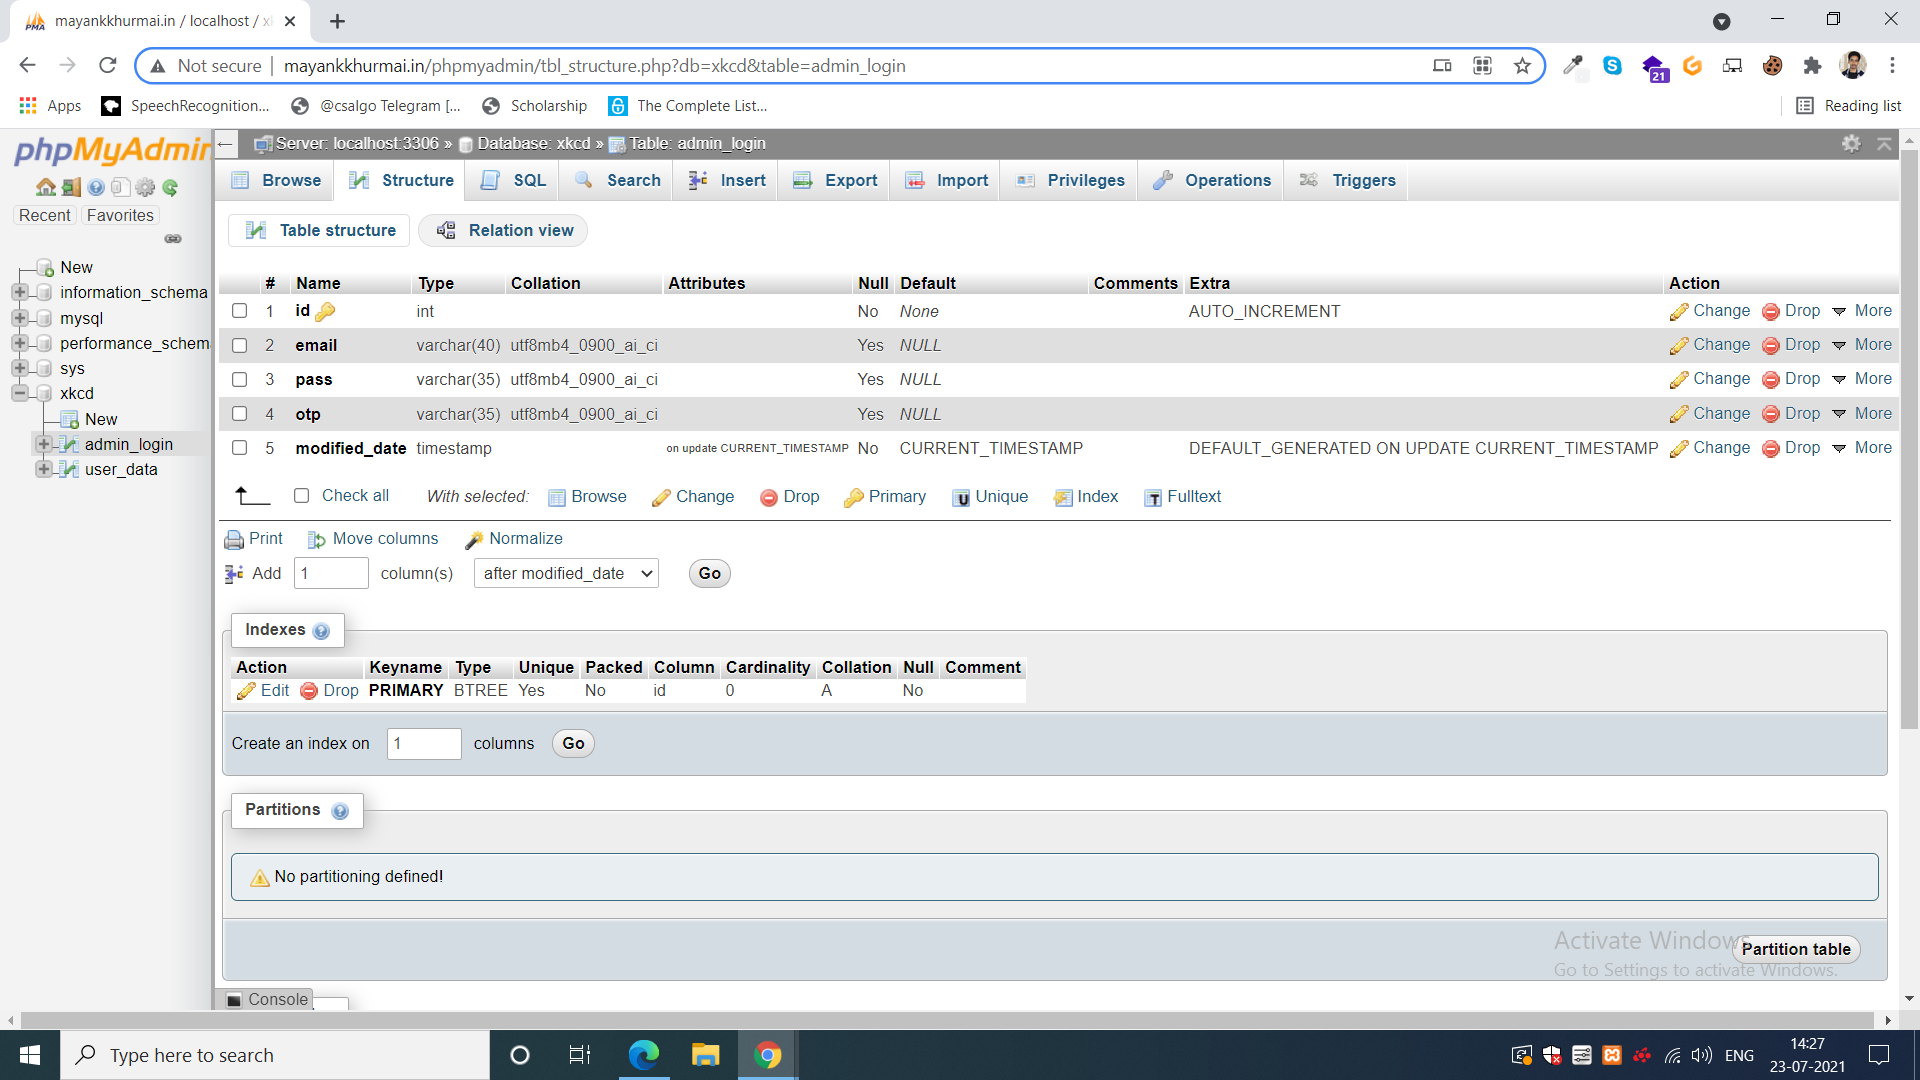 mayankkhurmai.in / localhost / x
Not secure | mayankkhurmai.in/phpmyadmin/tbl_structure.php?db=xkcd&table=admin_login
21
Apps SpeechRecognition... @csalgo Telegram [... Scholarship The Complete List... Reading list
phpMyAdmin
Server: localhost:3306 » Database: xkcd » Table: admin_login
Browse Structure SQL Search Insert Export Import Privileges Operations Triggers
Recent Favorites
Table structure Relation view
New
information_schema
mysql
performance_schem
sys
xkcd
New
admin_login
user_data
# Name Type Collation Attributes Null Default Comments Extra Action
1 id int No None AUTO_INCREMENT Change Drop More
2 email varchar(40) utf8mb4_0900_ai_ci Yes NULL Change Drop More
3 pass varchar(35) utf8mb4_0900_ai_ci Yes NULL Change Drop More
4 otp varchar(35) utf8mb4_0900_ai_ci Yes NULL Change Drop More
5 modified_date timestamp on update CURRENT_TIMESTAMP No CURRENT_TIMESTAMP DEFAULT_GENERATED ON UPDATE CURRENT_TIMESTAMP Change Drop More
Check all With selected: Browse Change Drop Primary Unique Index Fulltext
Print Move columns Normalize
Add 1 column(s) after modified_date Go
Indexes
Action Keyname Type Unique Packed Column Cardinality Collation Null Comment
Edit Drop PRIMARY BTREE Yes No id 0 A No
Create an index on 1 columns Go
Partitions
No partitioning defined!
Partition table
Activate Windows
Go to Settings to activate Windows.
Console
Type here to search
ENG
14:27
23-07-2021